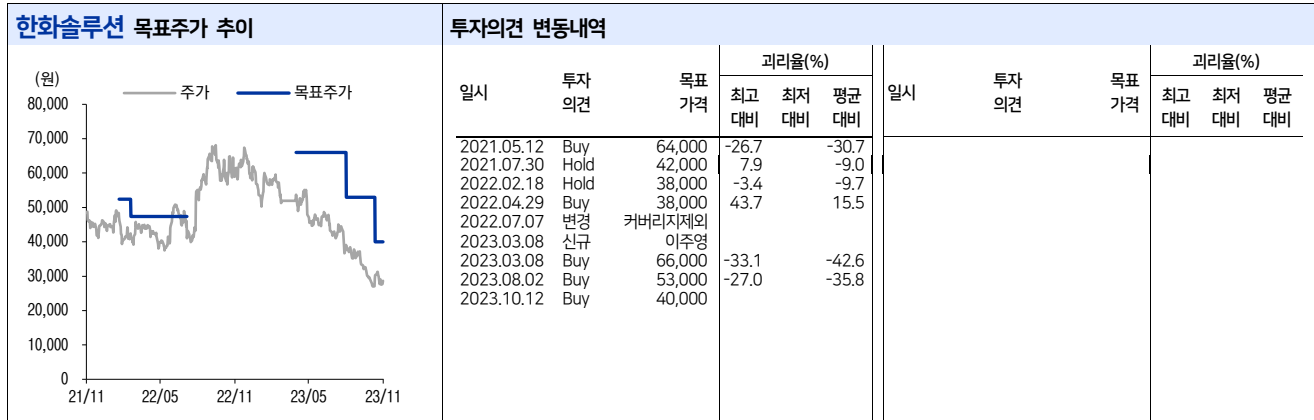 한화솔루션 목표주가 추이
(원)
주가 목표주가
80,000
70,000
60,000
50,000
40,000
30,000
20,000
10,000
0
21/11 22/05 22/11 23/05 23/11
투자의견 변동내역
일시 투자 의견 목표 가격 괴리율(%)
최고 대비 최저 대비 평균 대비
2021.05.12 Buy 64,000 -26.7 -30.7
2021.07.30 Hold 42,000 7.9 -9.0
2022.02.18 Hold 38,000 -3.4 -9.7
2022.04.29 Buy 38,000 43.7 15.5
2022.07.07 변경 커버리지제외
2023.03.08 신규 이주영
2023.03.08 Buy 66,000 -33.1 -42.6
2023.08.02 Buy 53,000 -27.0 -35.8
2023.10.12 Buy 40,000
일시 투자 의견 목표 가격 괴리율(%)
최고 대비 최저 대비 평균 대비